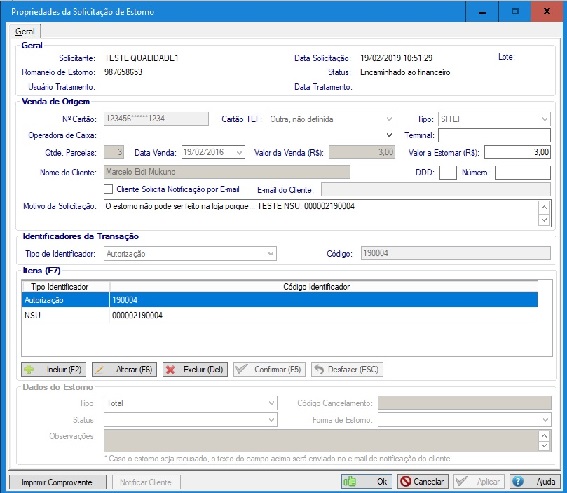 Propriedades da Solicitação de Estorno
Geral
Geral
Solicitante: TESTE QUALIDADE1 Data Solicitação: 19/02/2019 10:51:29 Lote:
Romaneio de Estorno: 987658653 Status: Encaminhado ao financeiro
Usuário Tratamento: Data Tratamento:
Venda de Origem
Nº Cartão: 123456******1234 Cartão TEF: Outra, não definida Tipo: SITEF
Operadora de Caixa: Terminal:
Qtde. Parcelas: 3 Data Venda: 19/02/2016 Valor da Venda (R$): 3,00 Valor a Estornar (R$): 3,00
Nome do Cliente: Marcelo DDD: Número:
Cliente Solicita Notificação por E-mail E-mail do Cliente:
Motivo da Solicitação: O estorno não pode ser feito na loja porque: TESTE NSU 000002190004
Identificadores da Transação
Tipo de Identificador: Autorização Código: 190004
Itens (F7)
Tipo Identificador Código Identificador
Autorização 190004
NSU 000002190004
Incluir (F2) Alterar (F6) Excluir (Del) Confirmar (F5) Desfazer (ESC)
Dados do Estorno
Tipo: Total Código Cancelamento:
Status: Forma de Estorno:
Observações:
* Caso o estorno seja recusado, o texto do campo acima será enviado no e-mail de notificação do cliente
Imprimir Comprovante Notificar Cliente Ok Cancelar Aplicar Ajuda